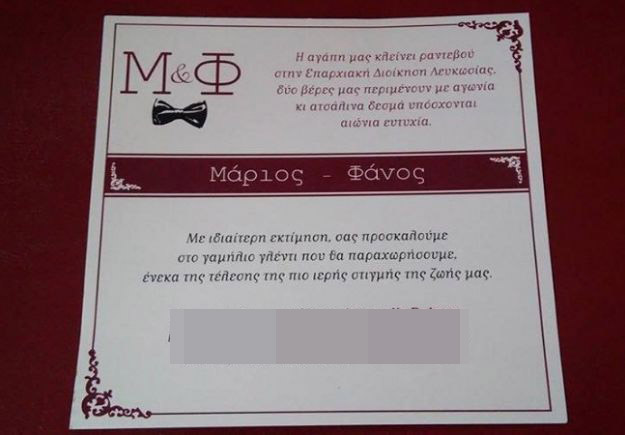 Μ&Φ
Η αγάπη μας κλείνει ραντεβού
στην Επαρχιακή Διοίκηση Λευκωσίας,
δύο βέρες μας περιμένουν με αγωνία
κι ατσάλινα δεσμά υπόσχονται
αιώνια ευτυχία.
Μάριος - Φάνος
Με ιδιαίτερη εκτίμηση, σας προσκαλούμε
στο γαμήλιο γλέντι που θα παραχωρήσουμε,
ένεκα της τέλεσης της πιο ιερής στιγμής της ζωής μας.